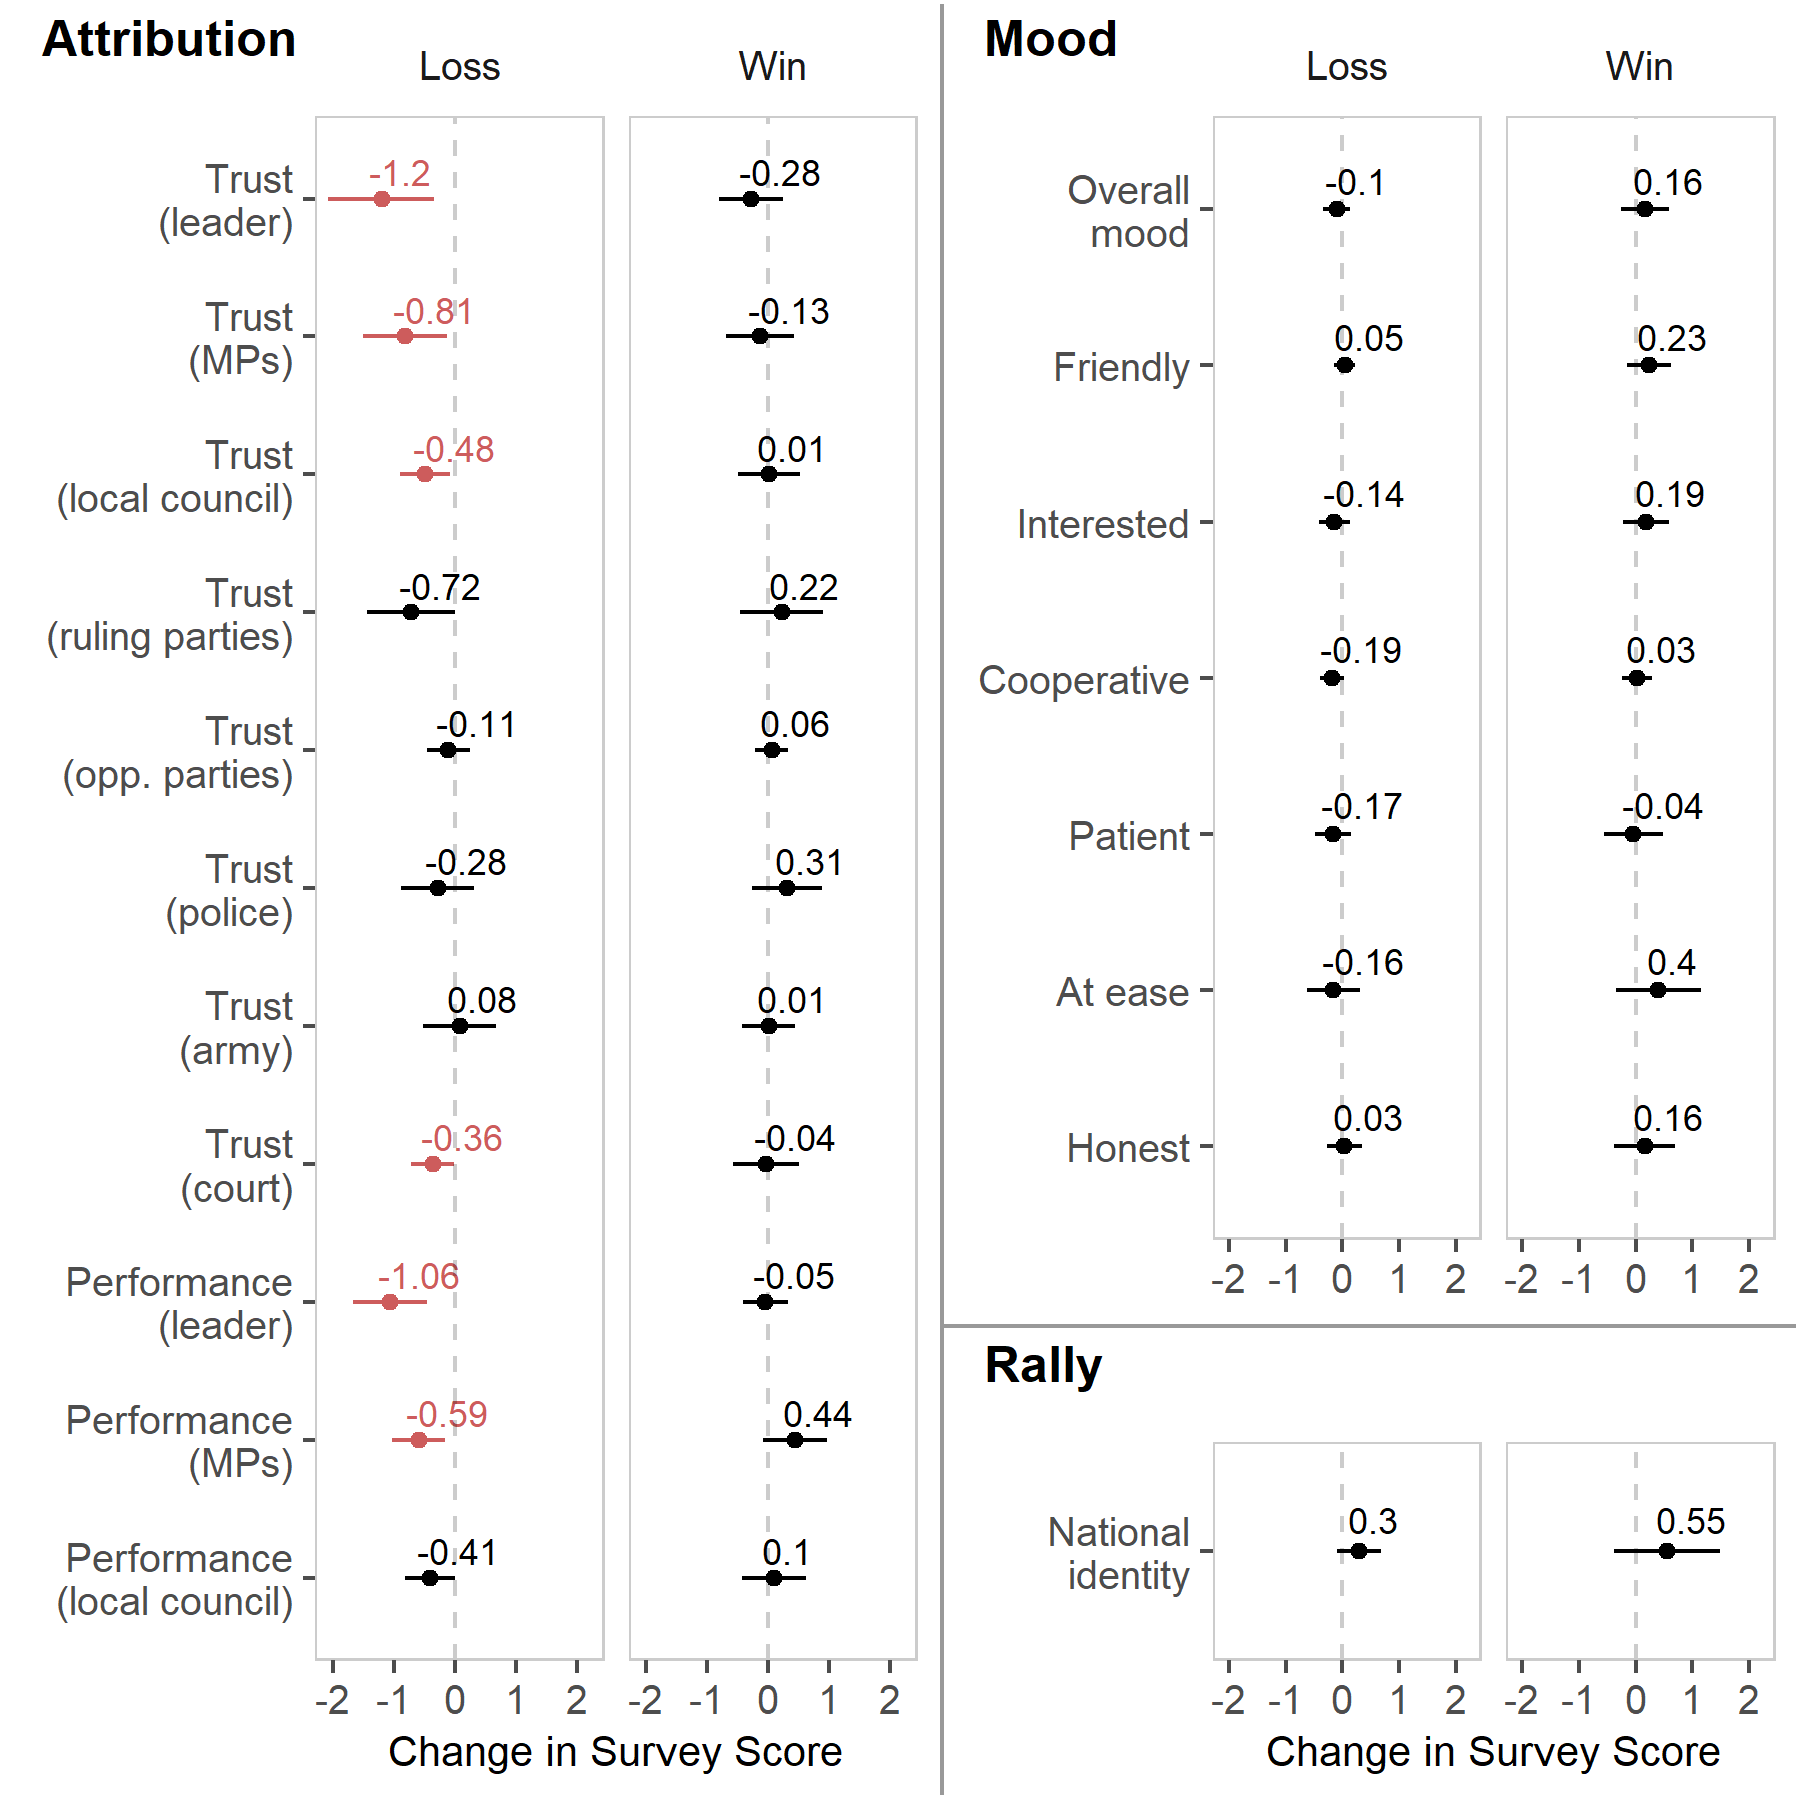 Attribution
Loss
Win
Trust
(leader)
-1.2
-0.28
Trust
(MPs)
-0.81
-0.13
Trust
(local council)
-0.48
0.01
Trust
(ruling parties)
-0.72
0.22
Trust
(opp. parties)
-0.11
0.06
Trust
(police)
-0.28
0.31
Trust
(army)
0.08
0.01
Trust
(court)
-0.36
-0.04
Performance
(leader)
-1.06
-0.05
Performance
(MPs)
-0.59
0.44
Performance
(local council)
-0.41
0.1
-2 -1 0 1 2
-2 -1 0 1 2
Change in Survey Score
Mood
Loss
Win
Overall
mood
-0.1
0.16
Friendly
0.05
0.23
Interested
-0.14
0.19
Cooperative
-0.19
0.03
Patient
-0.17
-0.04
At ease
-0.16
0.4
Honest
0.03
0.16
-2 -1 0 1 2
-2 -1 0 1 2
Rally
National
identity
0.3
0.55
-2 -1 0 1 2
-2 -1 0 1 2
Change in Survey Score